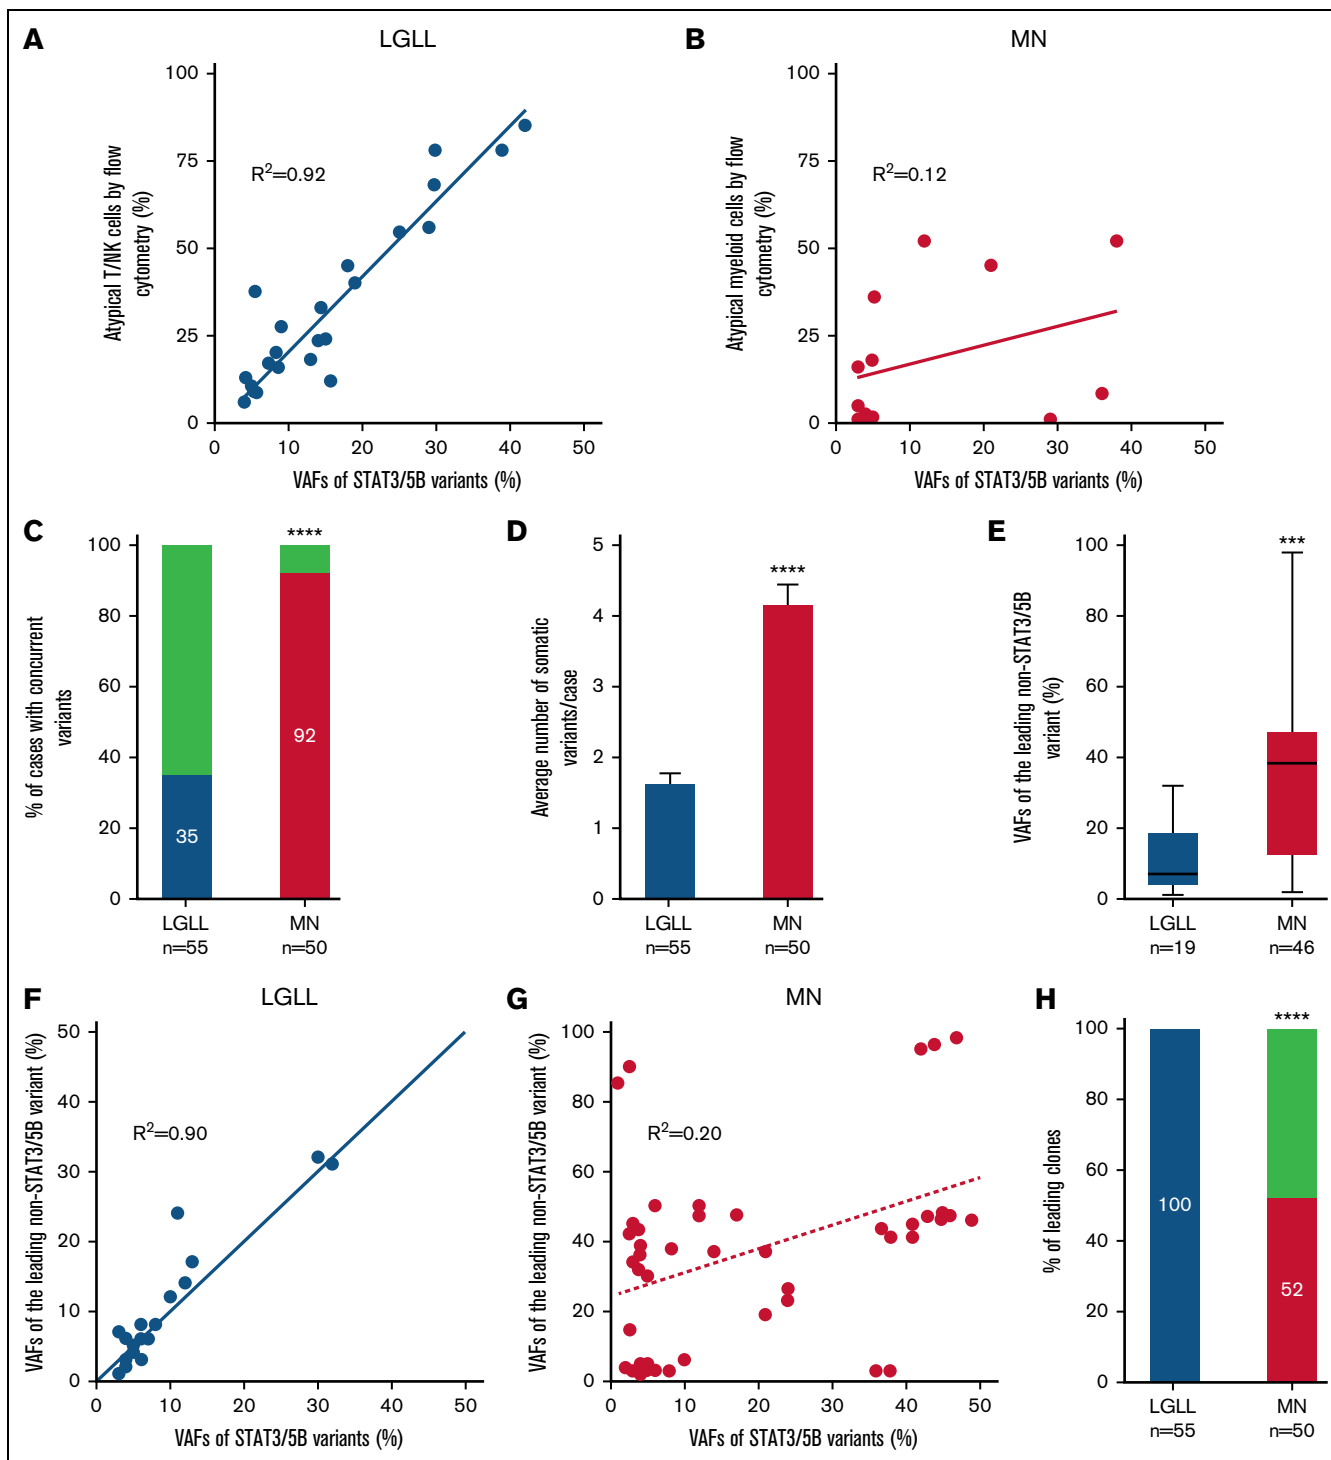 A
LGLL
Atypical T/NK cells by flow
cytometry (%)
100
75
50
25
0
R²=0.92
0 10 20 30 40 50
VAFs of STAT3/5B variants (%)
B
MN
Atypical myeloid cells by flow
cytometry (%)
100
75
50
25
0
R²=0.12
0 10 20 30 40 50
VAFs of STAT3/5B variants (%)
C
% of cases with concurrent
variants
100
80
60
40
20
0
****
35
92
LGLL MN
n=55 n=50
D
Average number of somatic
variants/case
5
4
3
2
1
0
****
LGLL MN
n=55 n=50
E
VAFs of the leading non-STAT3/5B
variant (%)
100
80
60
40
20
0
***
LGLL MN
n=19 n=46
F
LGLL
VAFs of the leading non-STAT3/5B variant (%)
50
40
30
20
10
0
R²=0.90
0 10 20 30 40 50
VAFs of STAT3/5B variants (%)
G
MN
VAFs of the leading non-STAT3/5B variant (%)
100
80
60
40
20
0
R²=0.20
0 10 20 30 40 50
VAFs of STAT3/5B variants (%)
H
% of leading clones
100
80
60
40
20
0
****
100
52
LGLL MN
n=55 n=50